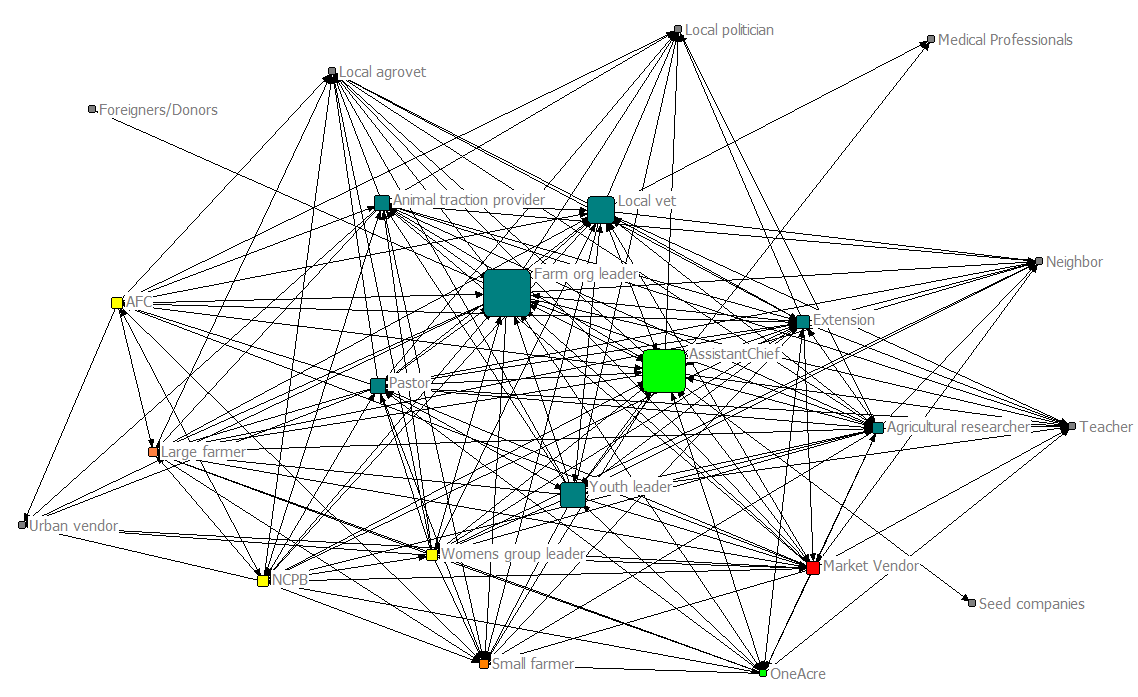 Local politician
Medical Professionals
Local agrovet
Foreigners/Donors
Animal traction provider
Local vet
Neighbor
Farm org leader
AFC
Extension
AssistantChief
Pastor
Agricultural researcher
Teacher
Large farmer
Youth leader
Urban vendor
Womens group leader
Market Vendor
NCPB
Seed companies
Small farmer
OneAcre